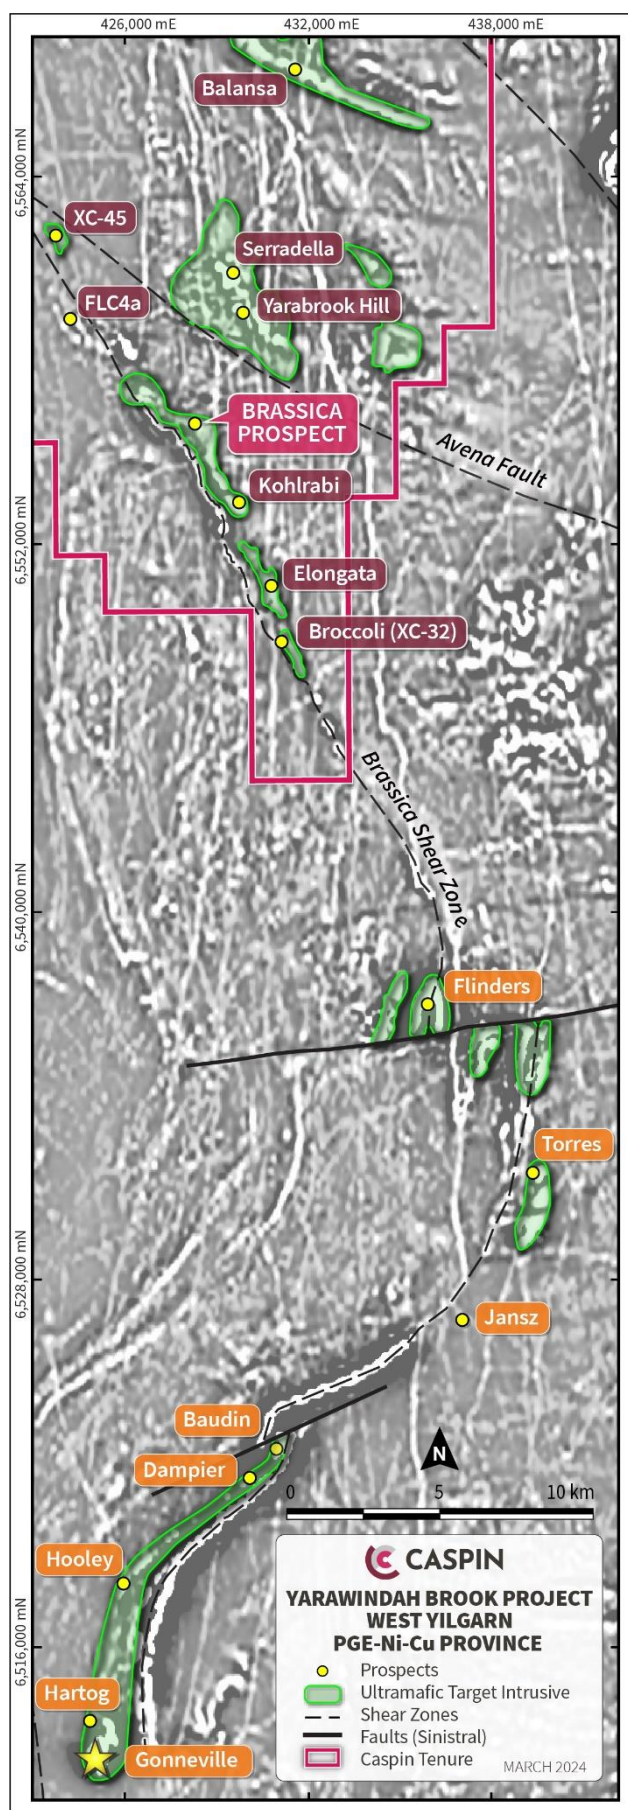 426,000 mE
432,000 mE
438,000 mE
Balansa
6,564,000 mN
XC-45
Serradella
FLC4a
Yarabrook Hill
BRASSICA
PROSPECT
Avena Fault
Kohlrabi
6,552,000 mN
Elongata
Broccoli (XC-32)
Brassica Shear Zone
6,540,000 mN
Flinders
Torres
6,528,000 mN
Jansz
Baudin
Dampier
N
0 5 10 km
Hooley
CASPIN
YARAWINDAH BROOK PROJECT
WEST YILGARN
PGE-Ni-Cu PROVINCE
6,516,000 mN
Prospects
Ultramafic Target Intrusive
Hartog
Shear Zones
Faults (Sinistral)
Gonneville
Caspin Tenure
MARCH 2024